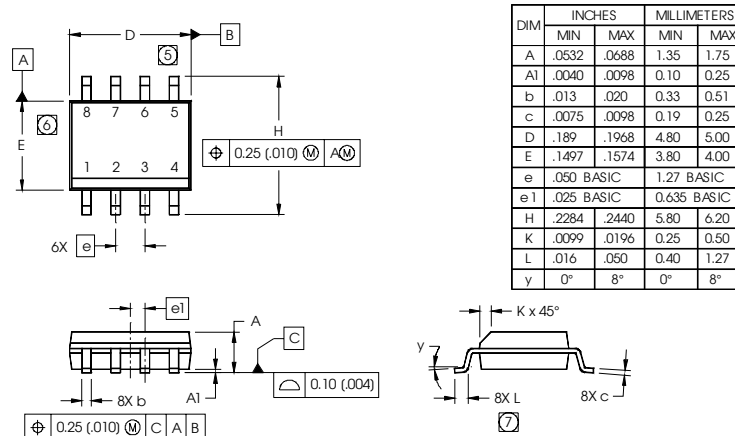 D
B
5
A
6
E
8 7 6 5
1 2 3 4
H
0.25 (.010) M A M
6X e
DIM INCHES MILLIMETERS
MIN MAX MIN MAX
A .0532 .0688 1.35 1.75
A1 .0040 .0098 0.10 0.25
b .013 .020 0.33 0.51
c .0075 .0098 0.19 0.25
D .189 .1968 4.80 5.00
E .1497 .1574 3.80 4.00
e .050 BASIC 1.27 BASIC
e1 .025 BASIC 0.635 BASIC
H .2284 .2440 5.80 6.20
K .0099 .0196 0.25 0.50
L .016 .050 0.40 1.27
y 0° 8° 0° 8°
e1
A
C
8X b
A1
0.10 (.004)
0.25 (.010) M C A B
K x 45°
y
8X L
8X c
7